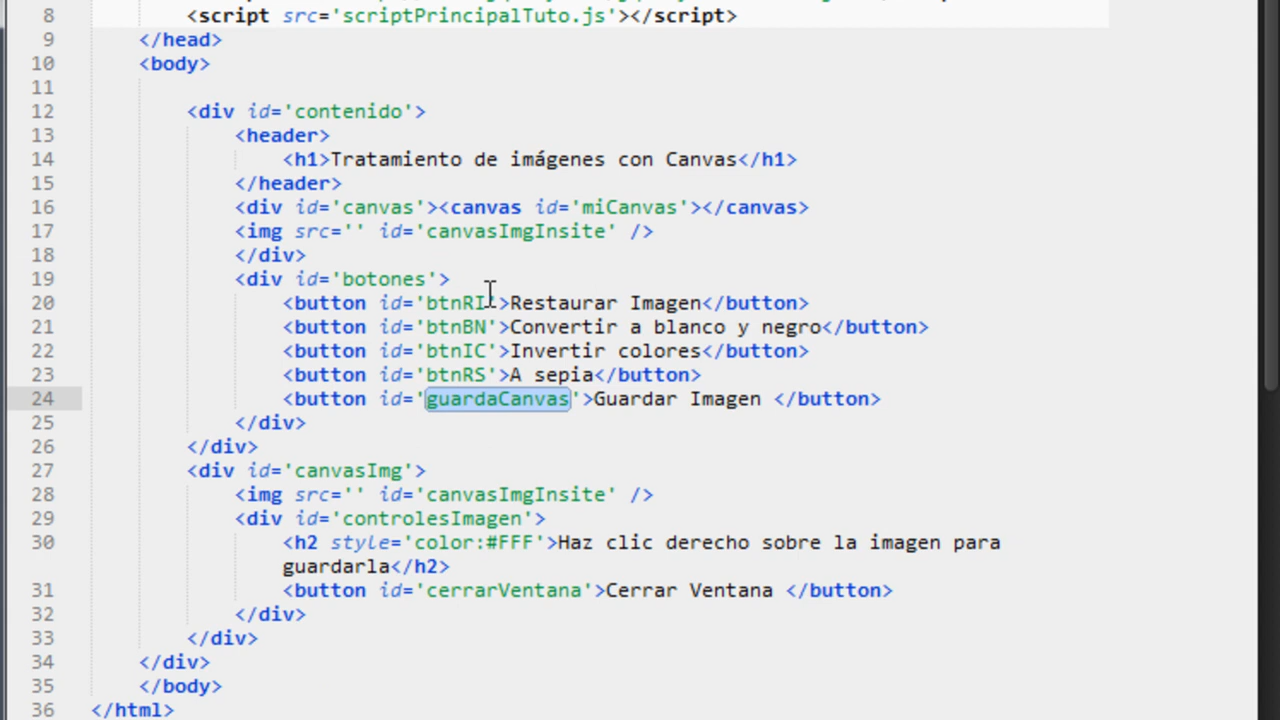 8 <script src='scriptPrincipalTuto.js'></script>
9 </head>
10 <body>
11
12 <div id='contenido'>
13 <header>
14 <h1>Tratamiento de imágenes con Canvas</h1>
15 </header>
16 <div id='canvas'><canvas id='miCanvas'></canvas>
17 <img src='' id='canvasImgInsite' />
18 </div>
19 <div id='botones'>
20 <button id='btnRI'>Restaurar Imagen</button>
21 <button id='btnBN'>Convertir a blanco y negro</button>
22 <button id='btnIC'>Invertir colores</button>
23 <button id='btnRS'>A sepia</button>
24 <button id='guardaCanvas'>Guardar Imagen </button>
25 </div>
26 </div>
27 <div id='canvasImg'>
28 <img src='' id='canvasImgInsite' />
29 <div id='controlesImagen'>
30 <h2 style='color:#FFF'>Haz clic derecho sobre la imagen para
guardarla</h2>
31 <button id='cerrarVentana'>Cerrar Ventana </button>
32 </div>
33 </div>
34 </div>
35 </body>
36 </html>